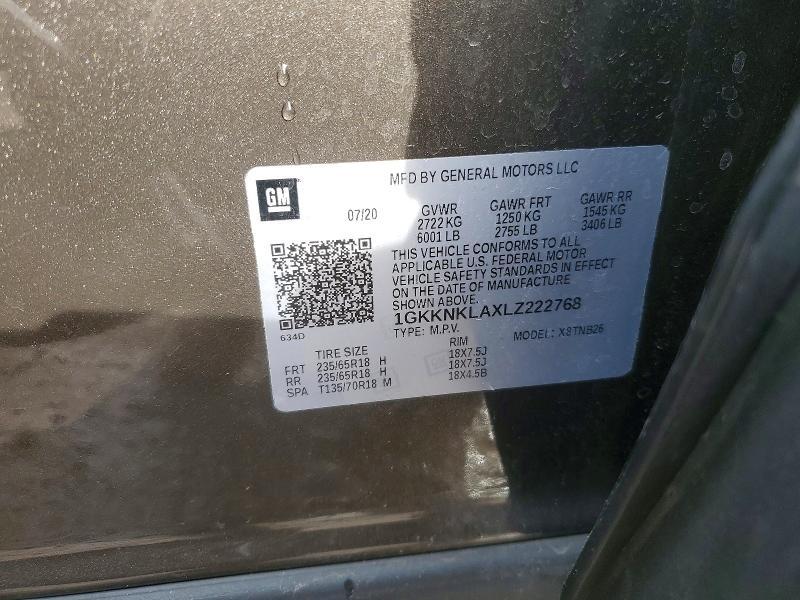 MFD BY GENERAL MOTORS LLC
GM
07/20
GVWR GAWR FRT GAWR RR
2722 KG 1250 KG 1545 KG
6001 LB 2755 LB 3406 LB
THIS VEHICLE CONFORMS TO ALL
APPLICABLE U.S. FEDERAL MOTOR
VEHICLE SAFETY STANDARDS IN EFFECT
ON THE DATE OF MANUFACTURE
SHOWN ABOVE.
1GKKNKLAXLZ222768
634D
TYPE: M.P.V. MODEL: X8TNB26
TIRE SIZE RIM
FRT 235/65R18 H 18X7.5J
RR 235/65R18 H 18X7.5J
SPA T135/70R18 M 18X4.5B